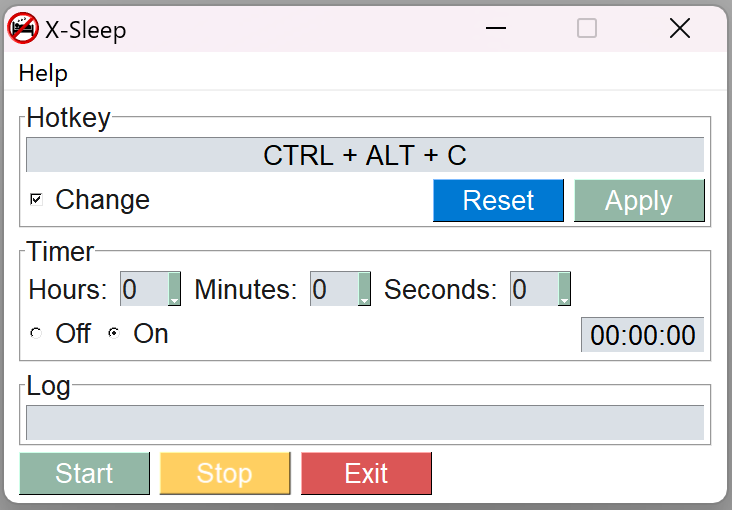 X-Sleep
Help
Hotkey
CTRL + ALT + C
Change Reset Apply
Timer
Hours: 0 Minutes: 0 Seconds: 0
Off On 00:00:00
Log
Start Stop Exit